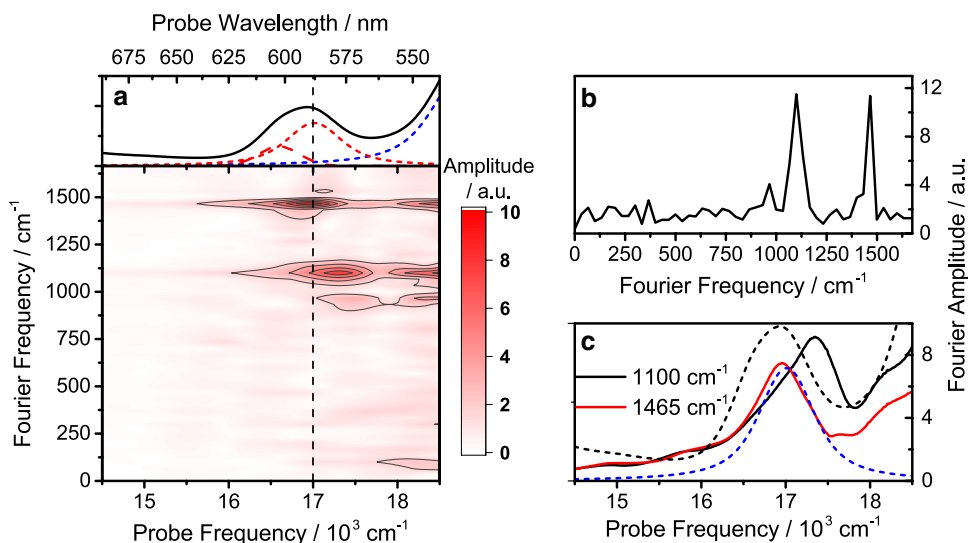 Probe Wavelength / nm
675 650 625 600 575 550
a
Amplitude
/ a.u.
10
8
6
4
2
0
1500
1250
1000
750
500
250
0
Fourier Frequency / cm⁻¹
15 16 17 18
Probe Frequency / 10³ cm⁻¹
b
12
8
4
0
0 250 500 750 1000 1250 1500
Fourier Frequency / cm⁻¹
Fourier Amplitude / a.u.
c
1100 cm⁻¹
1465 cm⁻¹
8
4
0
15 16 17 18
Probe Frequency / 10³ cm⁻¹